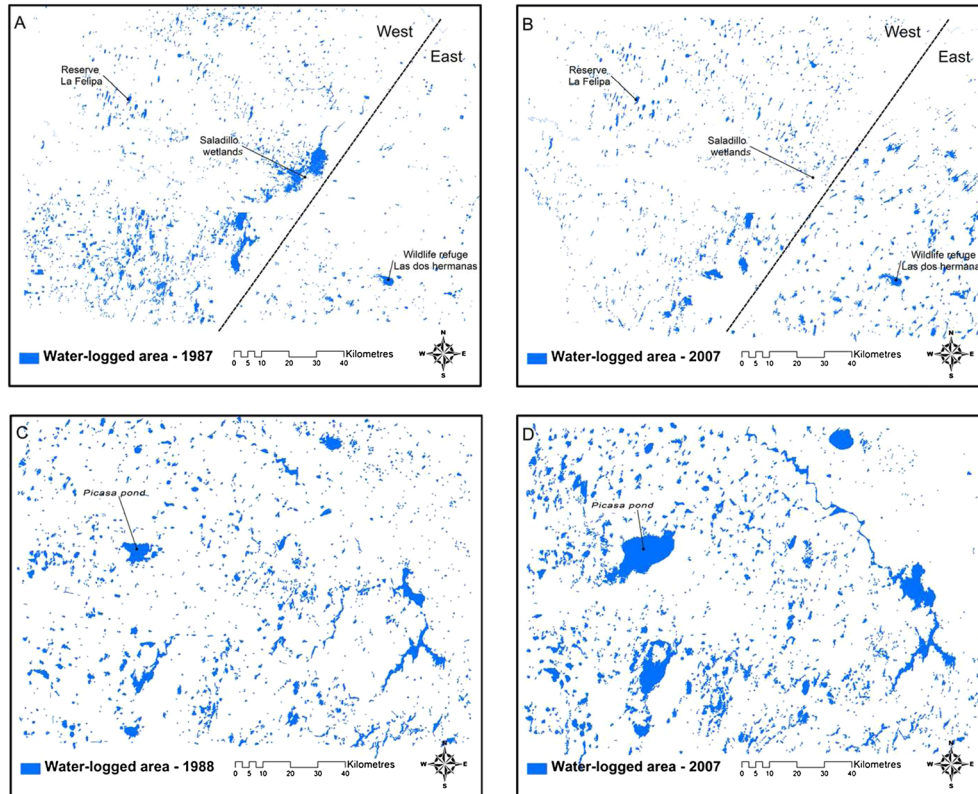 A
West
East
Reserve
La Felipa
Saladillo
wetlands
Wildlife refuge
Las dos hermanas
Water-logged area - 1987
Kilometres
0 5 10 20 30 40
N
W E
S
B
West
East
Reserve
La Felipa
Saladillo
wetlands
Wildlife refuge
Las dos hermanas
Water-logged area - 2007
Kilometres
0 5 10 20 30 40
N
W E
S
C
Picasa pond
Water-logged area - 1988
Kilometres
0 5 10 20 30 40
N
W E
S
D
Picasa pond
Water-logged area - 2007
Kilometres
0 5 10 20 30 40
N
W E
S